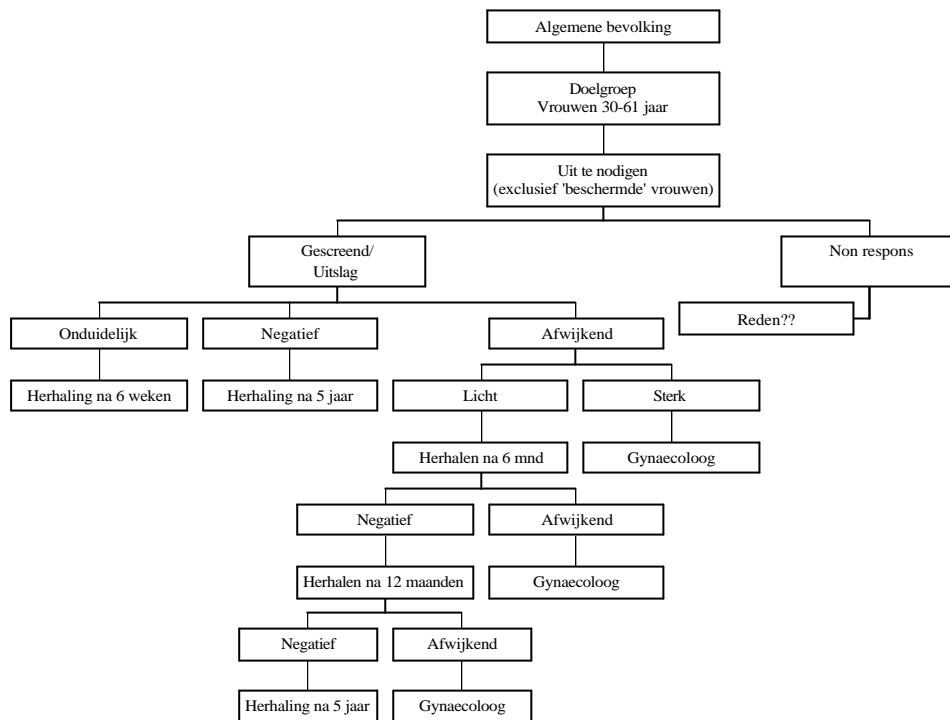 Algemene bevolking
Doelgroep
Vrouwen 30-61 jaar
Uit te nodigen
(exclusief 'beschermde' vrouwen)
Gescreend/
Uitslag
Non respons
Onduidelijk
Negatief
Afwijkend
Reden??
Herhaling na 6 weken
Herhaling na 5 jaar
Licht
Sterk
Herhalen na 6 mnd
Gynaecoloog
Negatief
Afwijkend
Herhalen na 12 maanden
Gynaecoloog
Negatief
Afwijkend
Herhaling na 5 jaar
Gynaecoloog